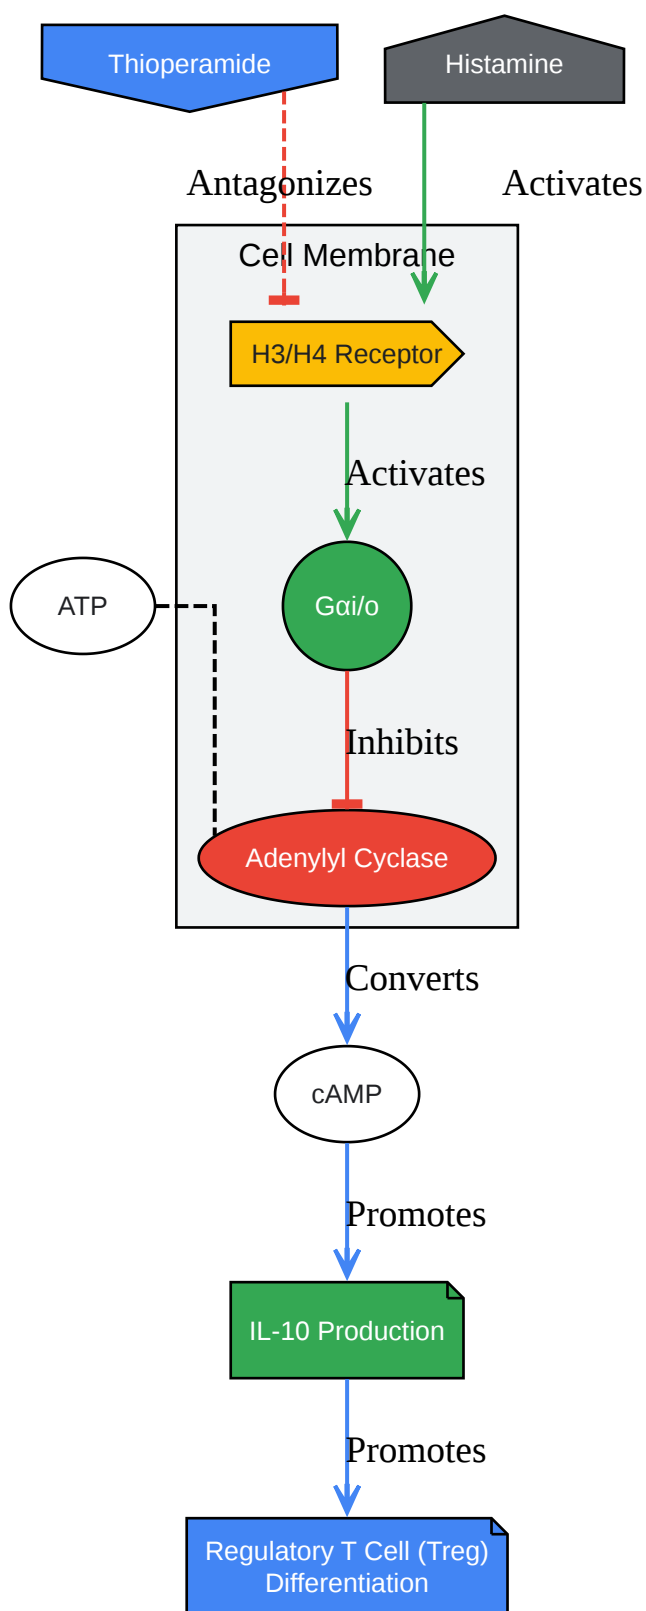 Thioperamide
Histamine
Antagonizes
Activates
Cell Membrane
H3/H4 Receptor
Activates
ATP
Gαi/o
Inhibits
Adenylyl Cyclase
Converts
cAMP
Promotes
IL-10 Production
Promotes
Regulatory T Cell (Treg)
Differentiation